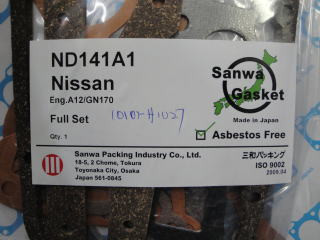 ND141A1
Nissan
Eng.A12/GN170
Full Set
10101-H1027
Qty. 1
Sanwa
Gasket
Made in Japan
Asbestos Free
Sanwa Packing Industry Co., Ltd.
18-5, 2 Chome, Tokura
Toyonaka City, Osaka
Japan 561-0845
三和パッキング
ISO 9002
2009.04